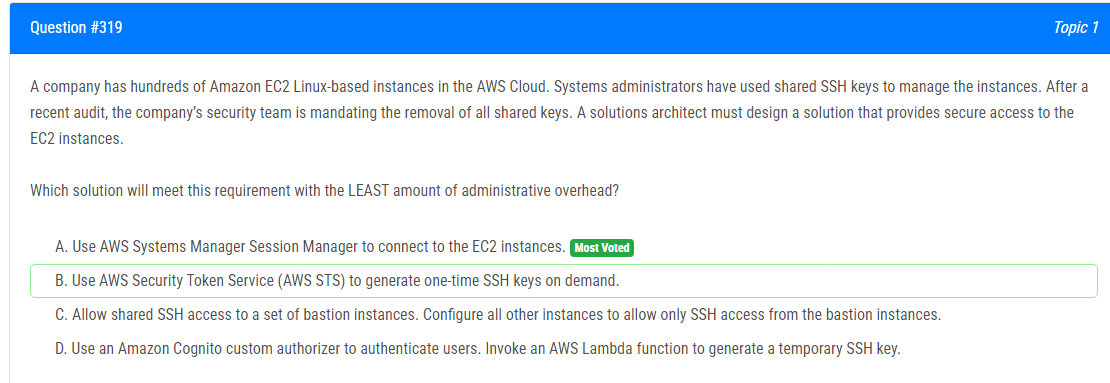 Question #319
Topic 1
A company has hundreds of Amazon EC2 Linux-based instances in the AWS Cloud. Systems administrators have used shared SSH keys to manage the instances. After a
recent audit, the company's security team is mandating the removal of all shared keys. A solutions architect must design a solution that provides secure access to the
EC2 instances.
Which solution will meet this requirement with the LEAST amount of administrative overhead?
A. Use AWS Systems Manager Session Manager to connect to the EC2 instances. Most Voted
B. Use AWS Security Token Service (AWS STS) to generate one-time SSH keys on demand.
C. Allow shared SSH access to a set of bastion instances. Configure all other instances to allow only SSH access from the bastion instances.
D. Use an Amazon Cognito custom authorizer to authenticate users. Invoke an AWS Lambda function to generate a temporary SSH key.